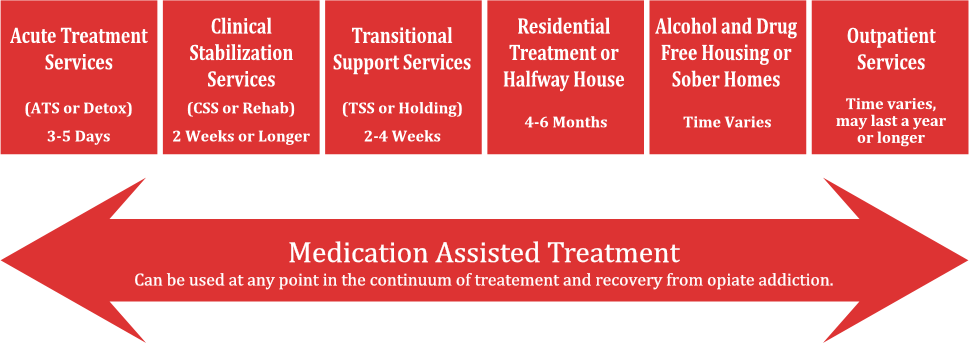 Acute Treatment
Services
(ATS or Detox)
3-5 Days
Clinical
Stabilization
Services
(CSS or Rehab)
2 Weeks or Longer
Transitional
Support Services
(TSS or Holding)
2-4 Weeks
Residential
Treatment or
Halfway House
4-6 Months
Alcohol and Drug
Free Housing or
Sober Homes
Time Varies
Outpatient
Services
Time varies,
may last a year
or longer
Medication Assisted Treatment
Can be used at any point in the continuum of treatement and recovery from opiate addiction.